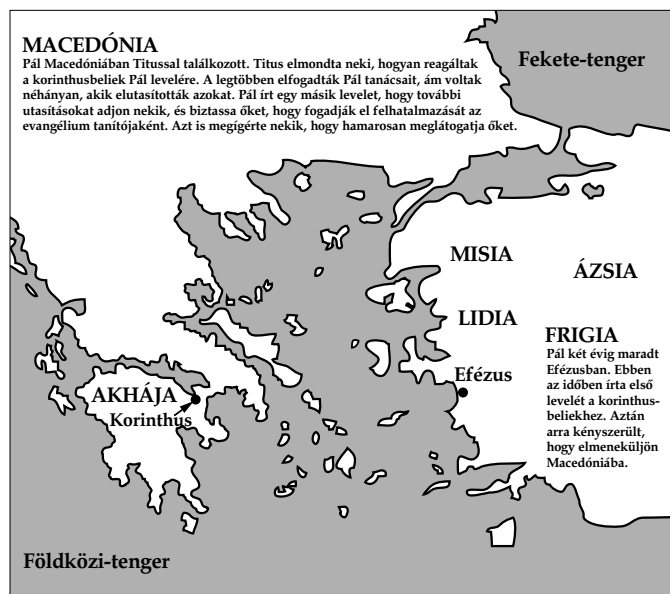 MACEDÓNIA
Pál Macedóniában Titussal találkozott. Titus elmondta neki, hogyan reagáltak
a korinthusbeliek Pál levelére. A legtöbben elfogadták Pál tanácsait, ám voltak
néhányan, akik elutasították azokat. Pál írt egy másik levelet, hogy további
utasításokat adjon nekik, és biztassa őket, hogy fogadják el felhatalmazását az
evangélium tanítójaként. Azt is megígérte nekik, hogy hamarosan meglátogatja őket.
Fekete-tenger
MISIA
ÁZSIA
LIDIA
FRIGIA
Pál két évig maradt
Efézusban. Ebben
az időben írta első
levelét a korinthus-
beliekhez. Aztán
arra kényszerült,
hogy elmeneküljön
Macedóniába.
Efézus
AKHÁJA
Korinthus
Földközi-tenger